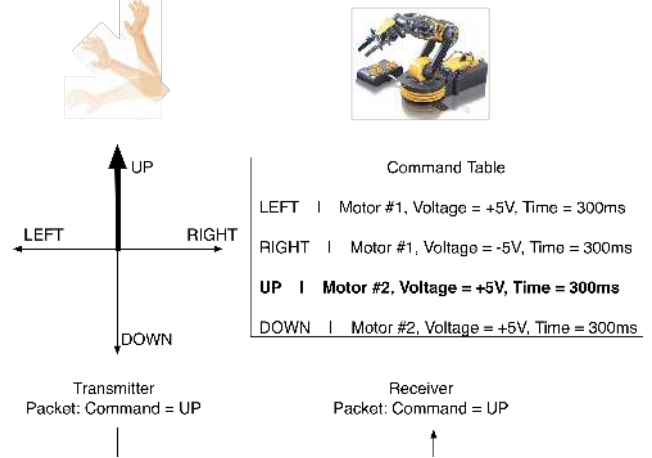 UP
LEFT
RIGHT
DOWN
Command Table
LEFT | Motor #1, Voltage = +5V, Time = 300ms
RIGHT | Motor #1, Voltage = -5V, Time = 300ms
UP | Motor #2, Voltage = +5V, Time = 300ms
DOWN | Motor #2, Voltage = +5V, Time = 300ms
Transmitter
Packet: Command = UP
Receiver
Packet: Command = UP